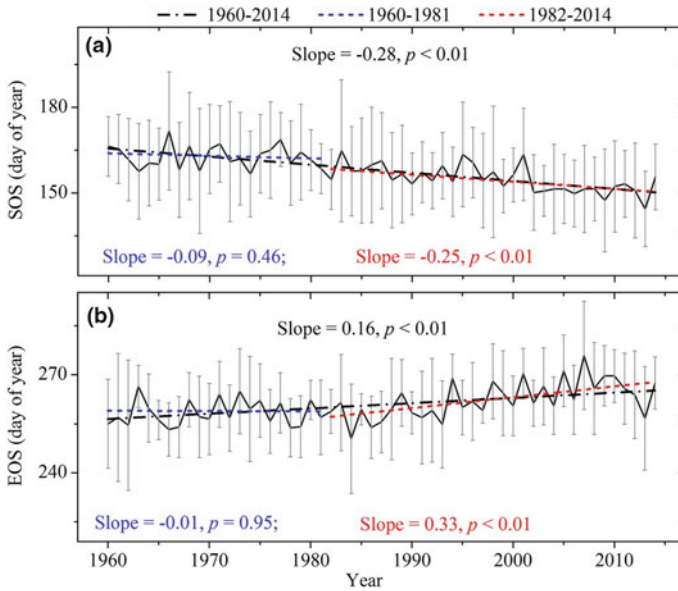 1960-2014 1960-1981 1982-2014
(a)
Slope = -0.28, p < 0.01
180
150
SOS (day of year)
Slope = -0.09, p = 0.46;
Slope = -0.25, p < 0.01
(b)
Slope = 0.16, p < 0.01
270
240
EOS (day of year)
Slope = -0.01, p = 0.95;
Slope = 0.33, p < 0.01
1960 1970 1980 1990 2000 2010
Year